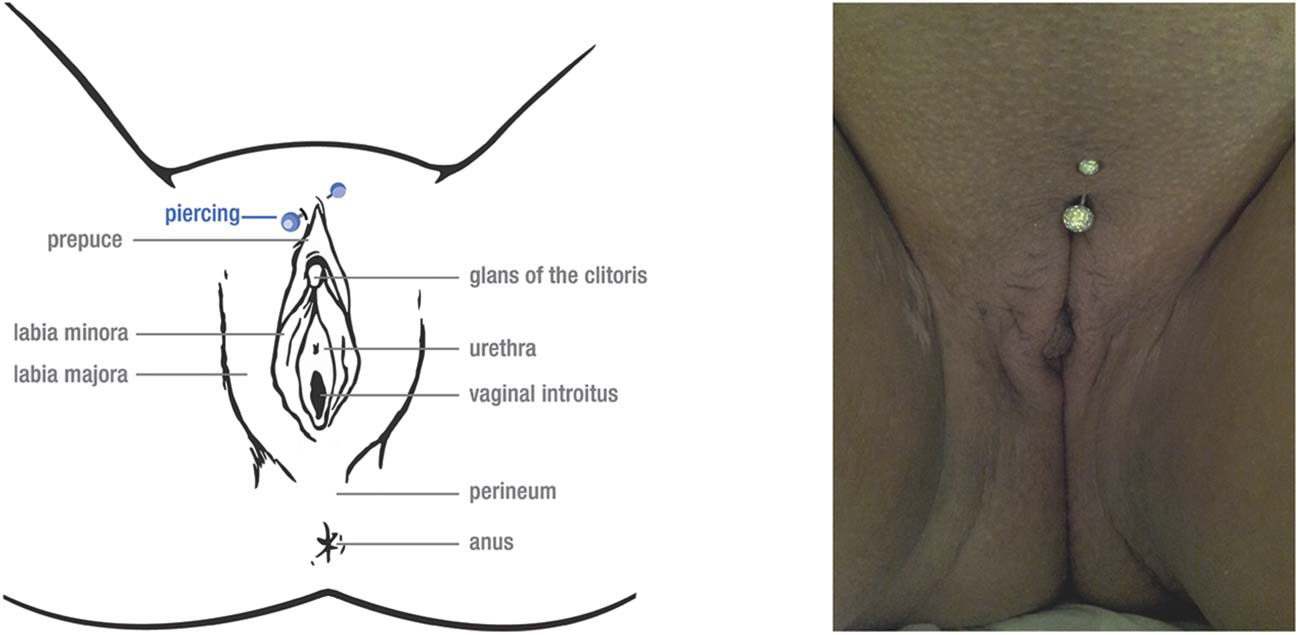 piercing
prepuce
glans of the clitoris
labia minora
urethra
labia majora
vaginal introitus
perineum
anus